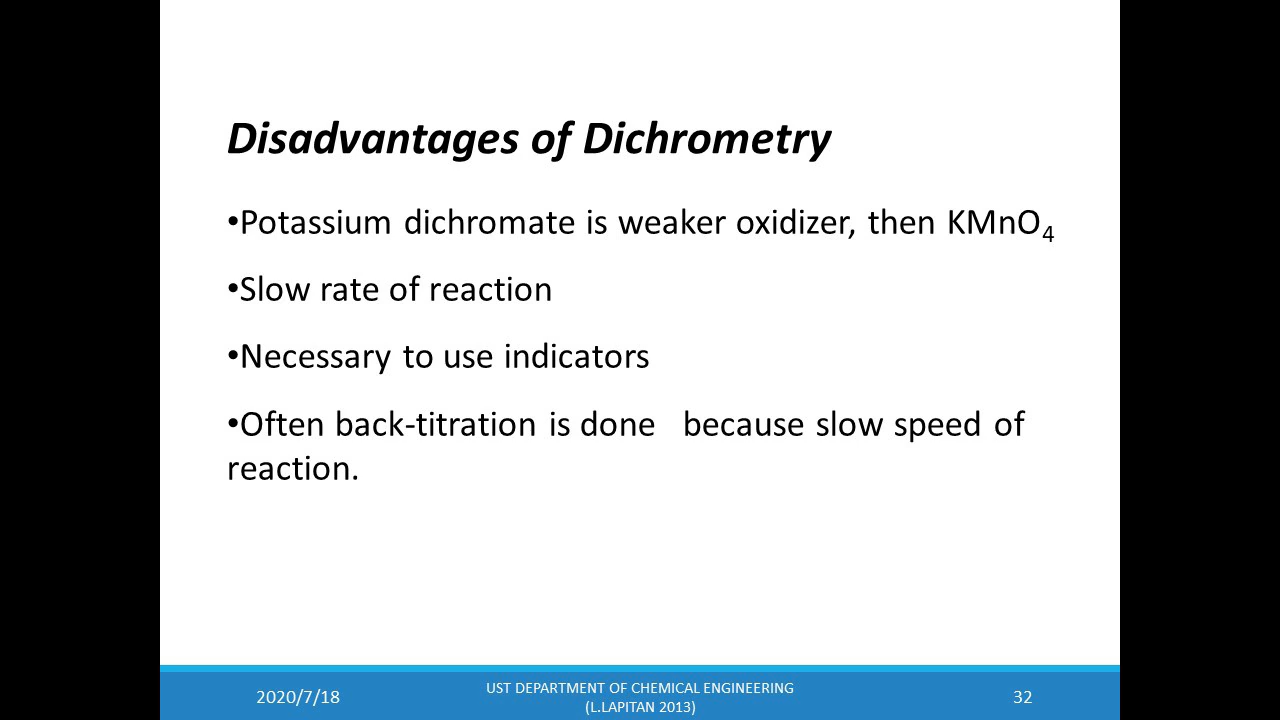 Disadvantages of Dichrometry
•Potassium dichromate is weaker oxidizer, then KMnO₄
•Slow rate of reaction
•Necessary to use indicators
•Often back-titration is done because slow speed of
reaction.
2020/7/18
UST DEPARTMENT OF CHEMICAL ENGINEERING
(L.LAPITAN 2013)
32